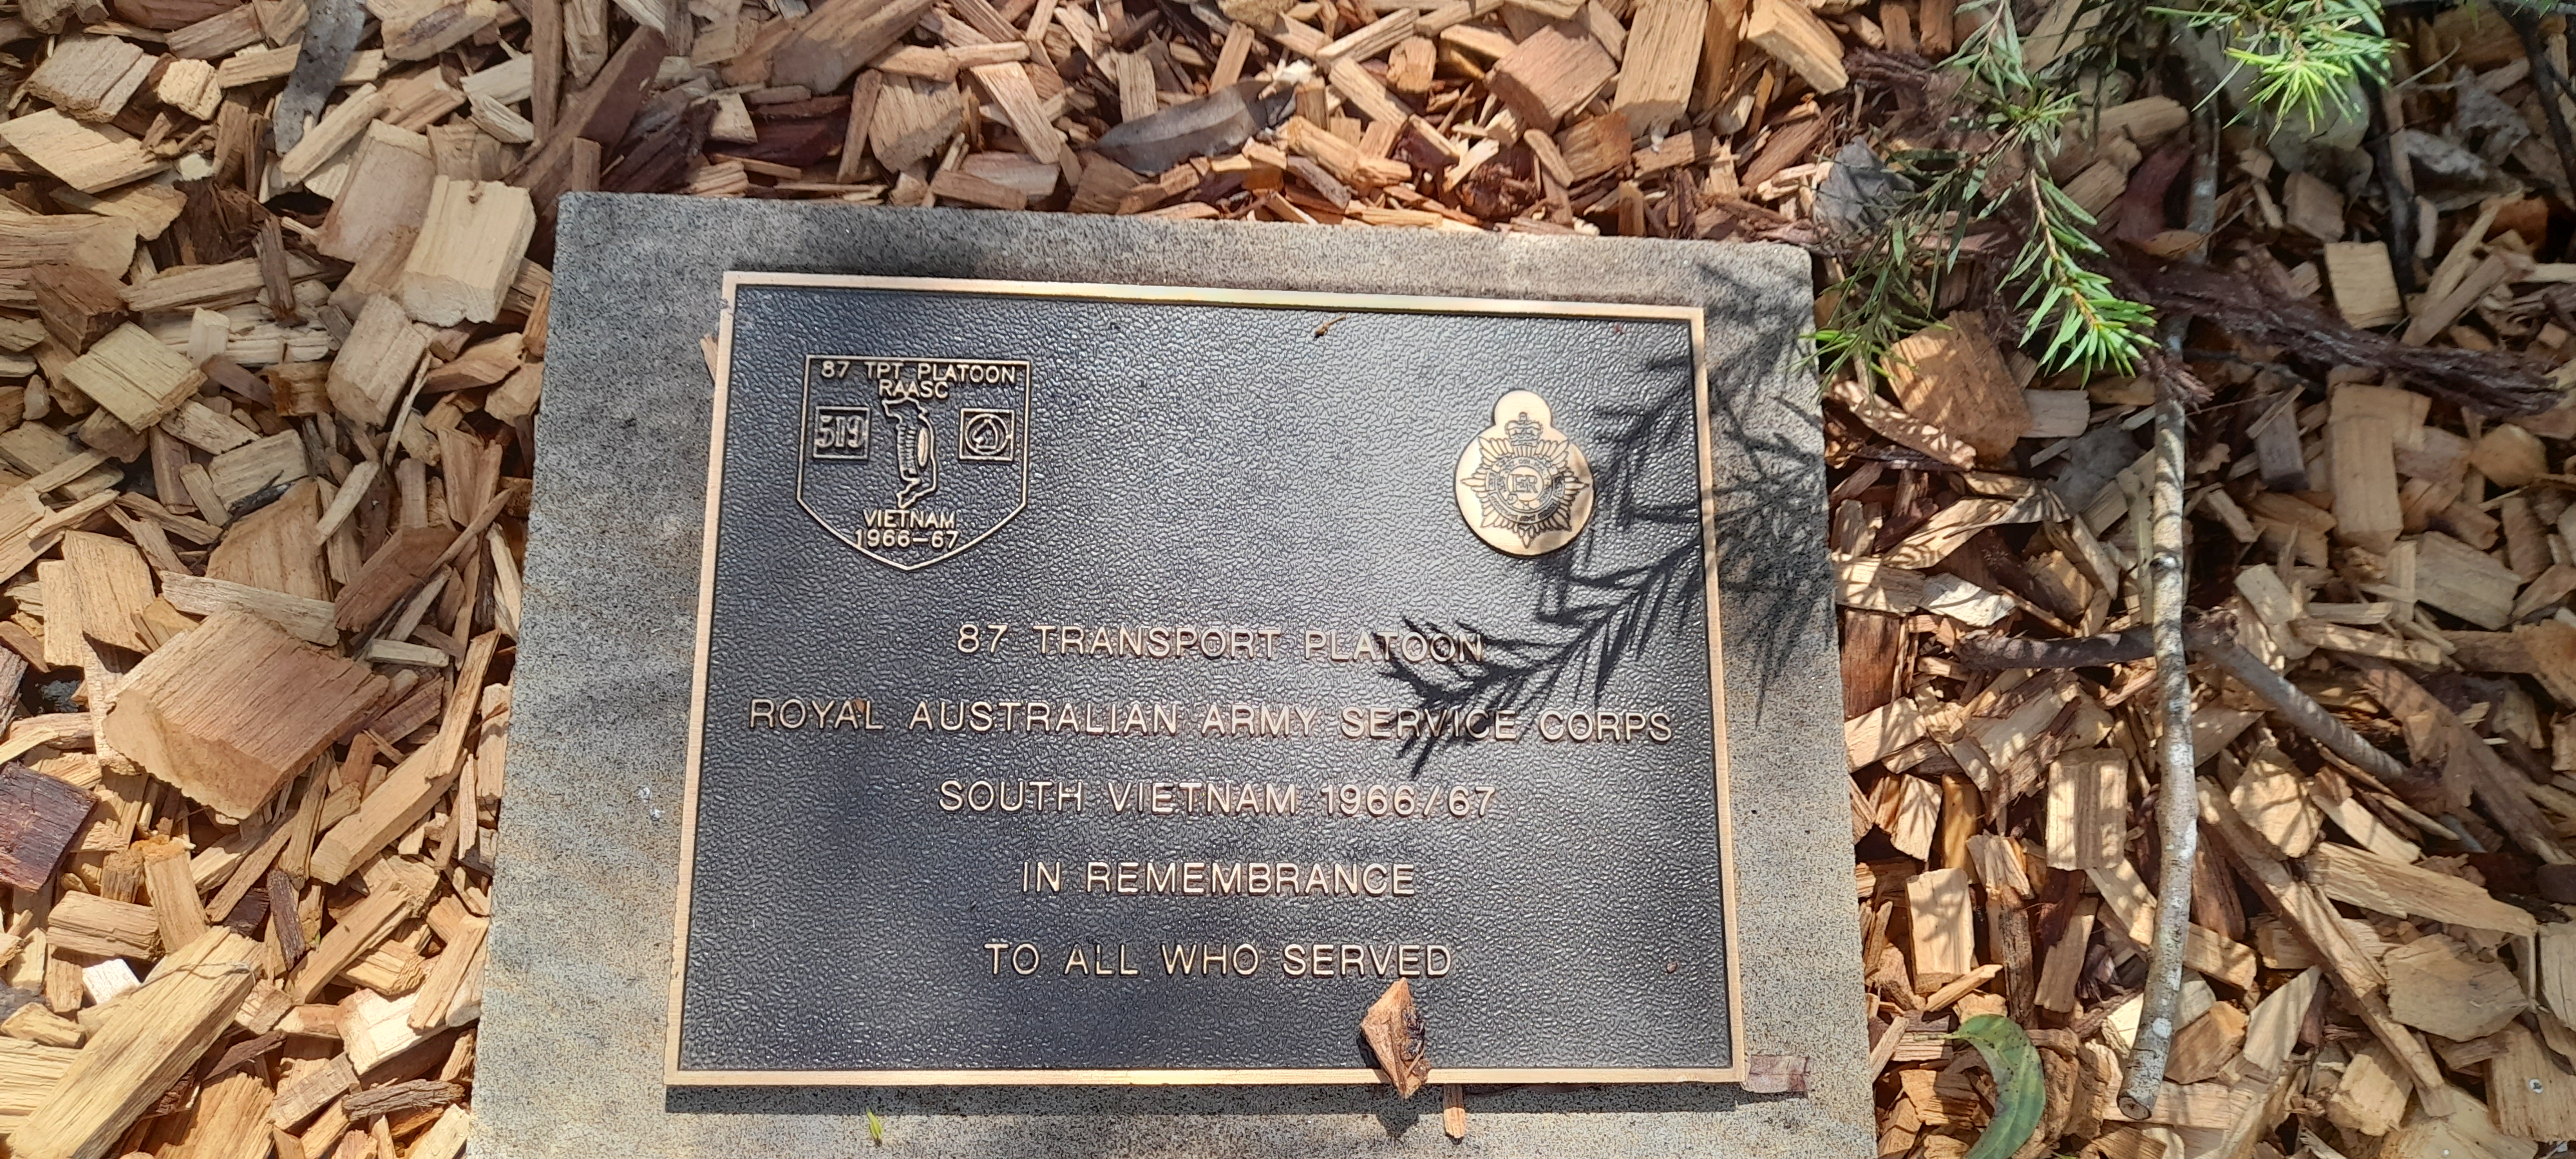 87 TPT PLATOON
RAASC
519
VIETNAM
1966-67
EIIR
87 TRANSPORT PLATOON
ROYAL AUSTRALIAN ARMY SERVICE CORPS
SOUTH VIETNAM 1966/67
IN REMEMBRANCE
TO ALL WHO SERVED